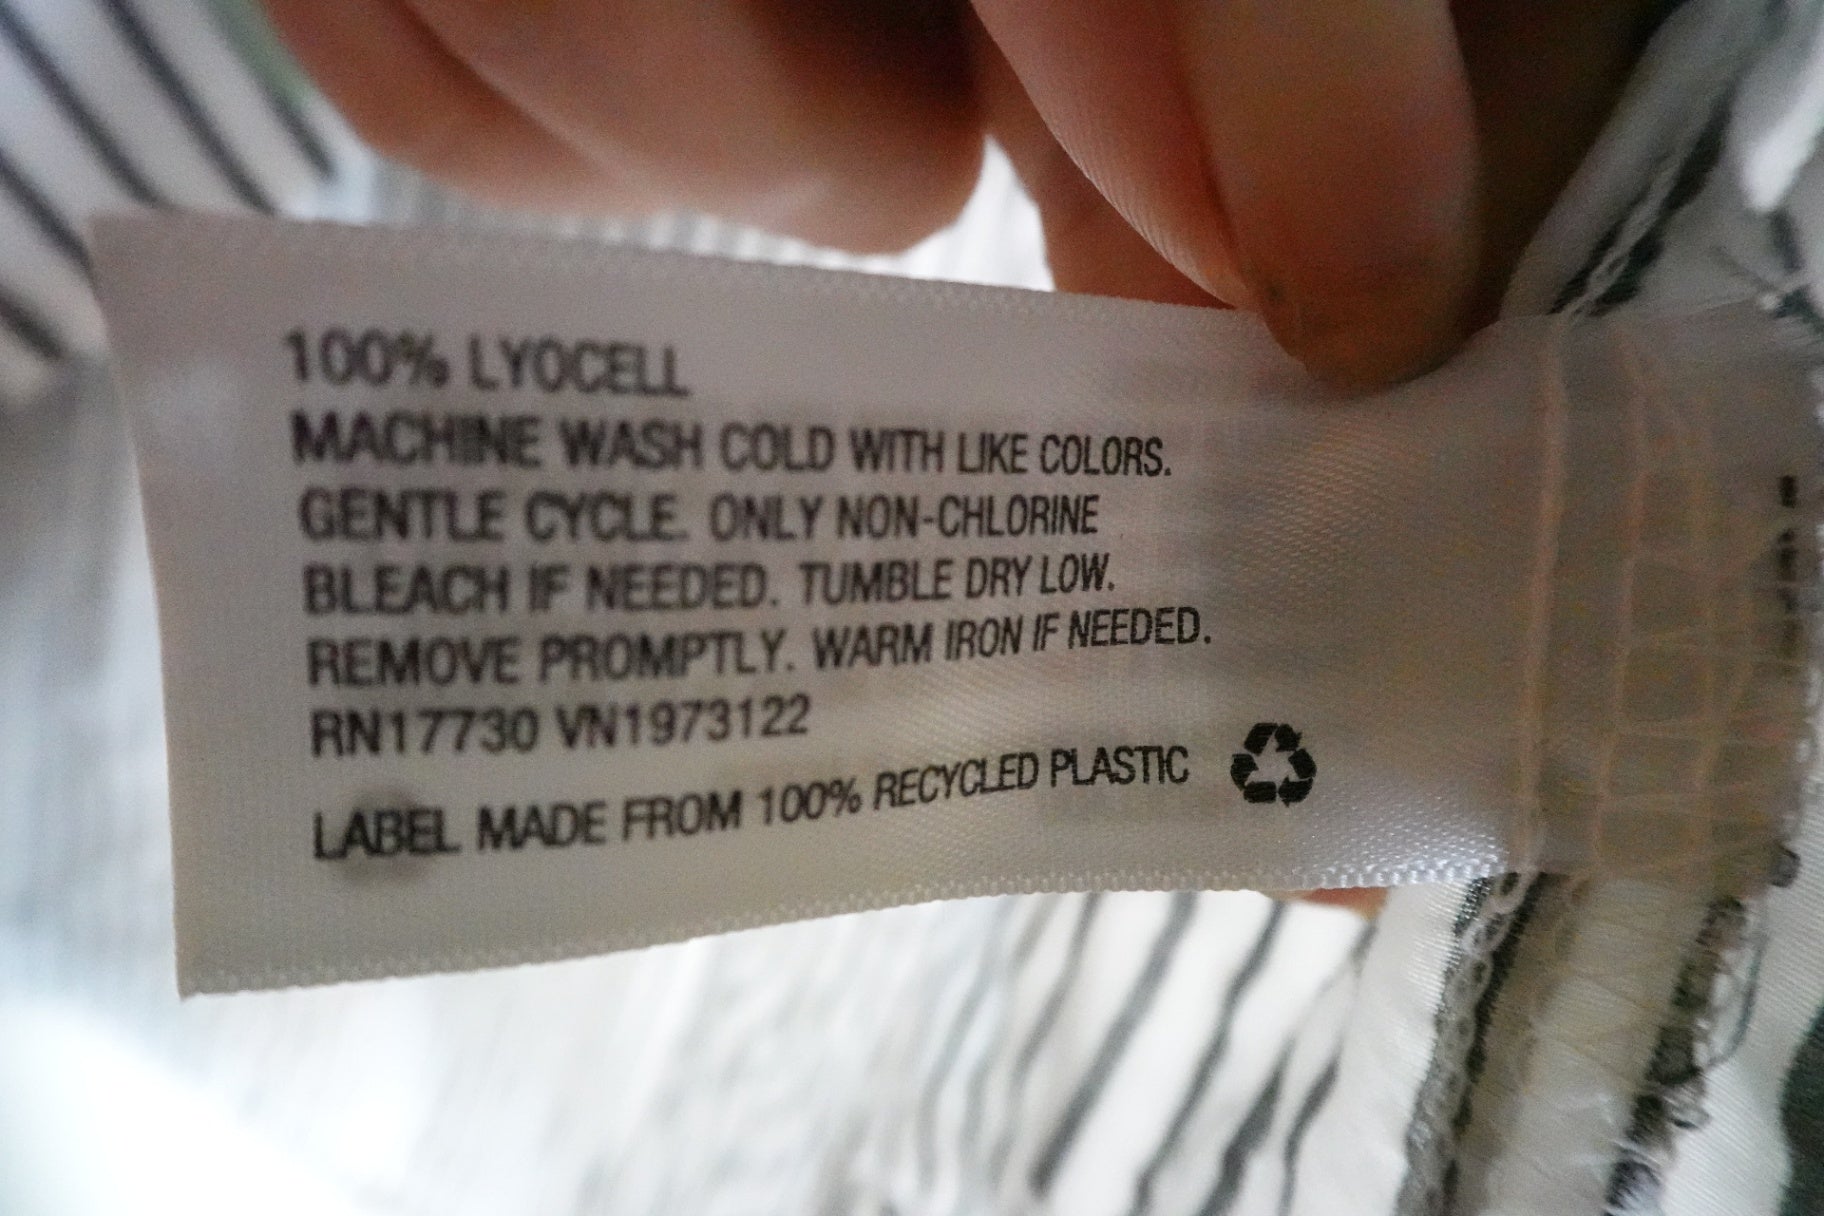 100% LYOCELL
MACHINE WASH COLD WITH LIKE COLORS.
GENTLE CYCLE. ONLY NON-CHLORINE
BLEACH IF NEEDED. TUMBLE DRY LOW.
REMOVE PROMPTLY. WARM IRON IF NEEDED.
RN17730 VN1973122
LABEL MADE FROM 100% RECYCLED PLASTIC